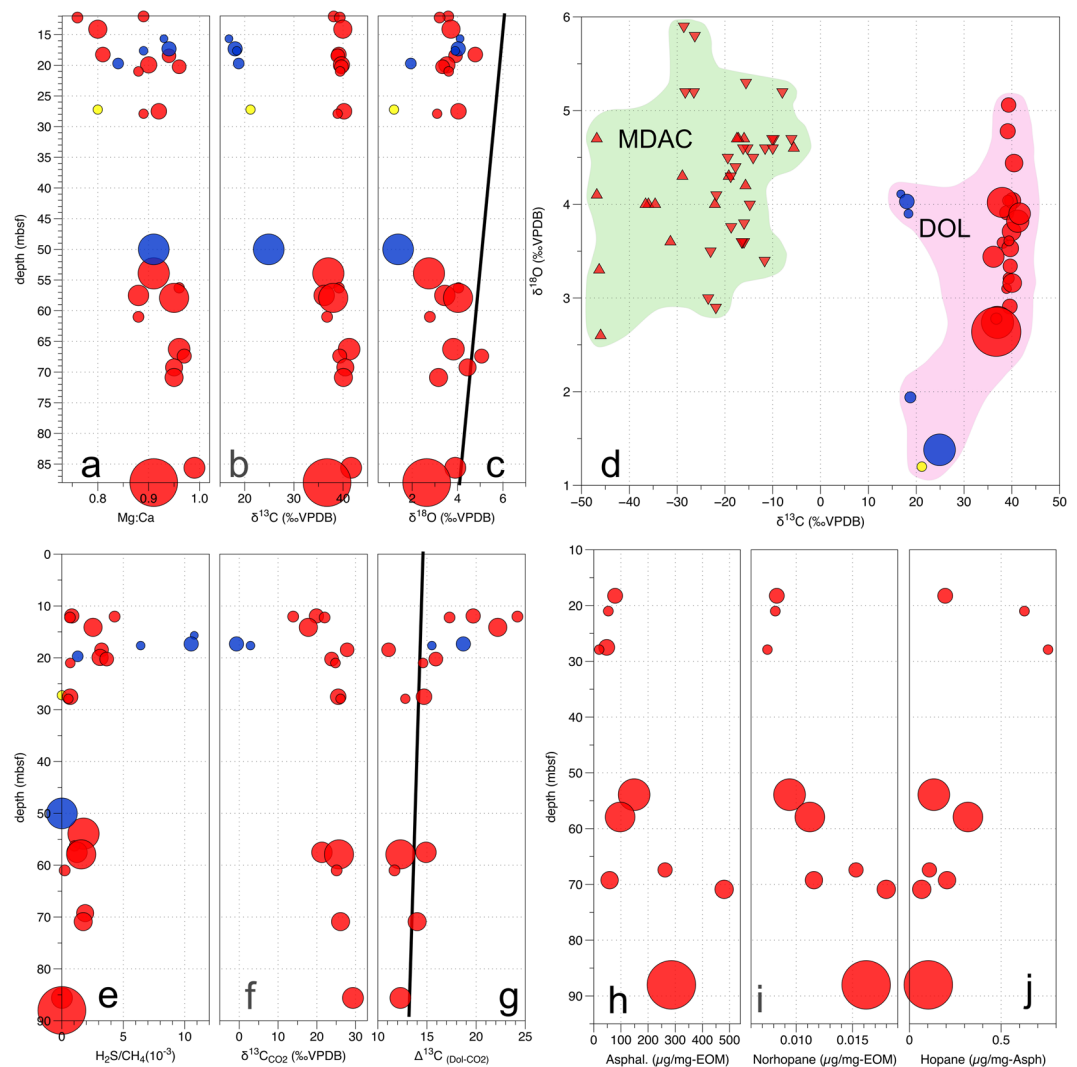 15
20
25
30
35
40
45
50
55
60
65
70
75
80
85
depth (mbsf)
a
b
c
0.8 0.9 1.0
20 30 40
2 4 6
Mg:Ca
δ13C (‰VPDB)
δ18O (‰VPDB)
6
5
4
3
2
1
δ18O (‰VPDB)
MDAC
DOL
d
−50 −40 −30 −20 −10 0 10 20 30 40 50
δ13C (‰VPDB)
0
10
20
30
40
50
60
70
80
90
depth (mbsf)
e
f
g
0 5 10
0 10 20 30
10 15 20 25
H2S/CH4(10-3)
δ13CCO2 (‰VPDB)
Δ13C (Dol-CO2)
10
20
30
40
50
60
70
80
90
depth (mbsf)
h
i
j
0 100 200 300 400 500
0.010 0.015
0.5
Asphal. (µg/mg-EOM)
Norhopane (µg/mg-EOM)
Hopane (µg/mg-Asph)